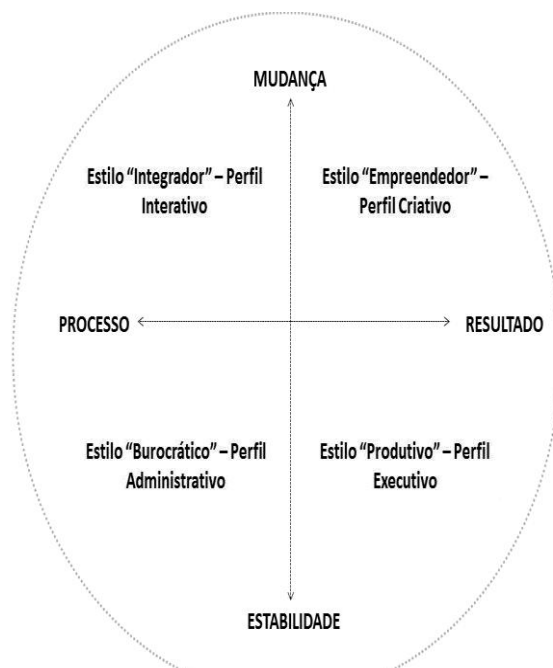 MUDANÇA
Estilo “Integrador” – Perfil
Interativo
Estilo “Empreendedor” –
Perfil Criativo
PROCESSO
RESULTADO
Estilo “Burocrático” – Perfil
Administrativo
Estilo “Produtivo” – Perfil
Executivo
ESTABILIDADE